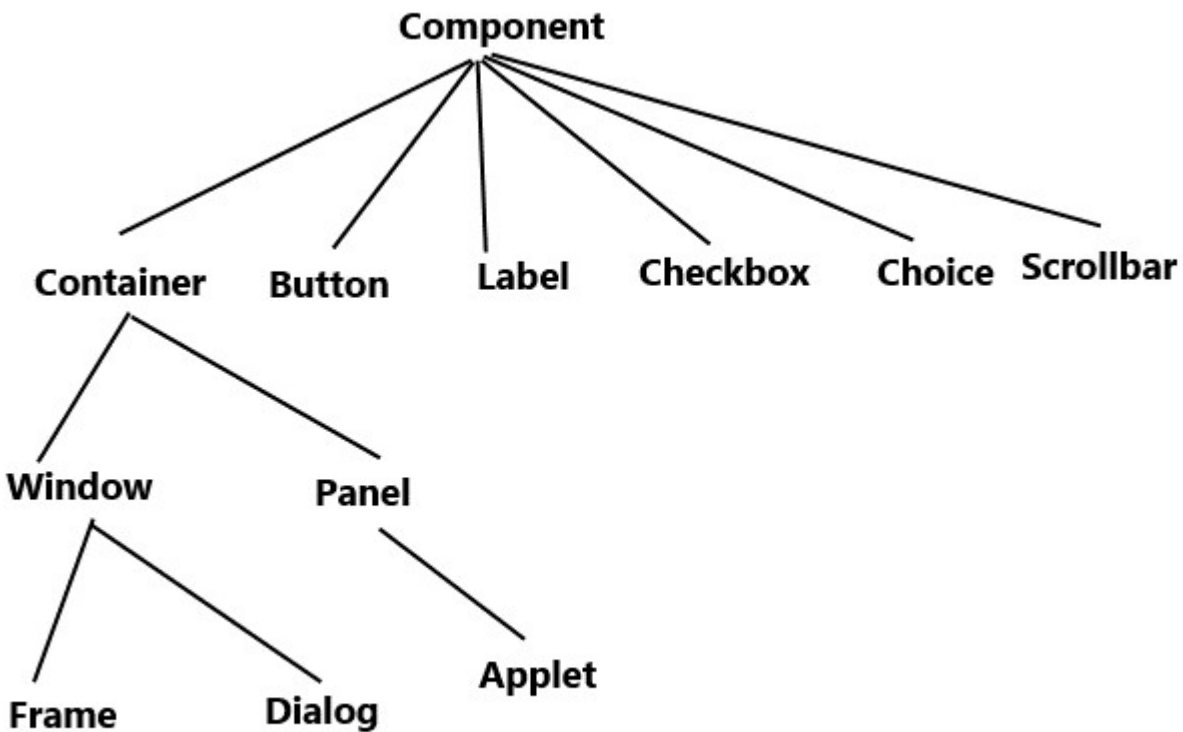 Component
Container
Button
Label
Checkbox
Choice
Scrollbar
Window
Panel
Frame
Dialog
Applet